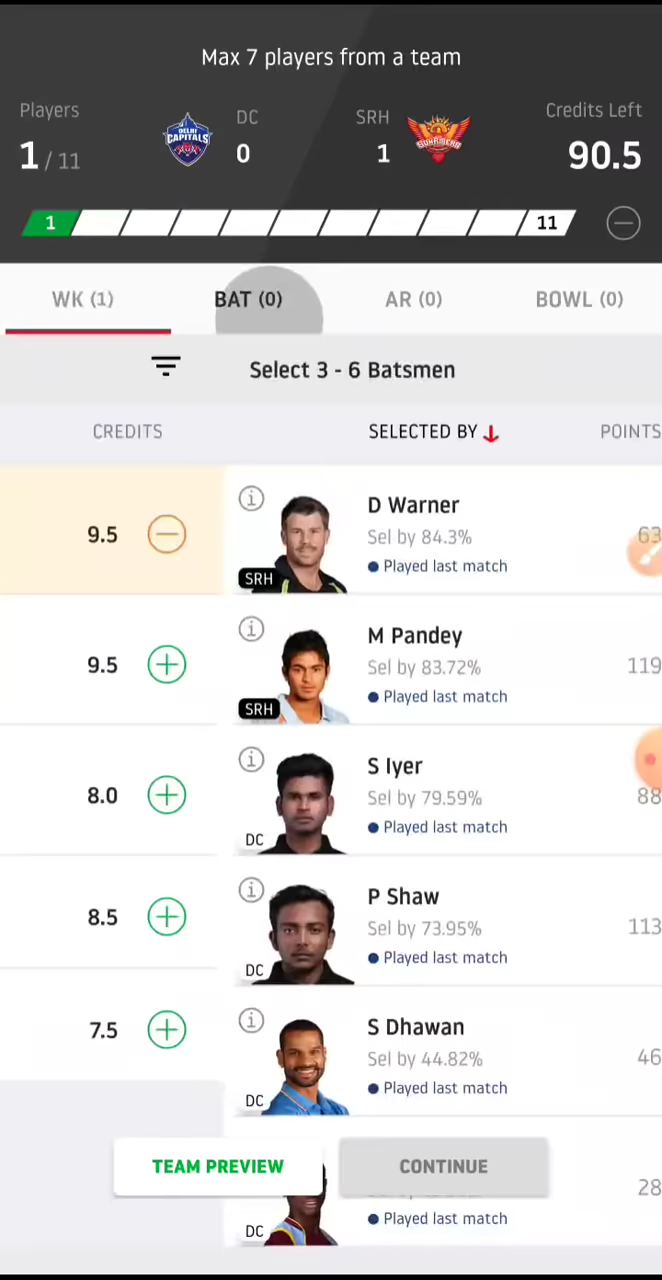 Max 7 players from a team
Players DC SRH Credits Left
1 / 11 DELHI CAPITALS 0 1 SUNRISERS 90.5
1 11
WK (1) BAT (0) AR (0) BOWL (0)
Select 3 - 6 Batsmen
CREDITS SELECTED BY POINTS
D Warner
9.5 Sel by 84.3% 63
SRH Played last match
M Pandey
9.5 Sel by 83.72% 119
SRH Played last match
S Iyer
8.0 Sel by 79.59% 88
DC Played last match
P Shaw
8.5 Sel by 73.95% 113
DC Played last match
S Dhawan
7.5 Sel by 44.82% 46
DC Played last match
TEAM PREVIEW CONTINUE
28
DC Played last match